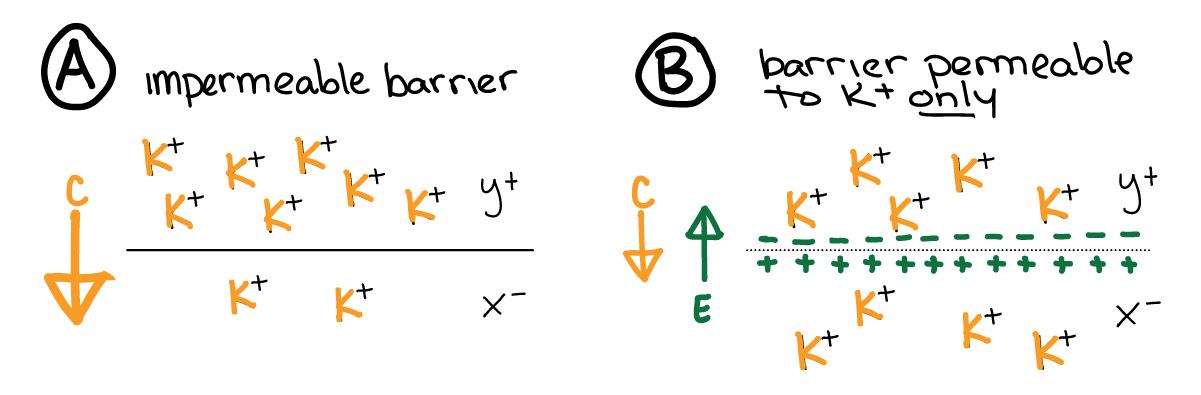 A
impermeable barrier
K+ K+ K+
C K+ K+ K+ K+ y+
K+ K+ x-
B
barrier permeable
to K+ only
K+ K+
C K+ K+ K+ y+
- - - - - - - - - - - -
+ + + + + + + + + + + +
E K+ x-
K+ K+ K+